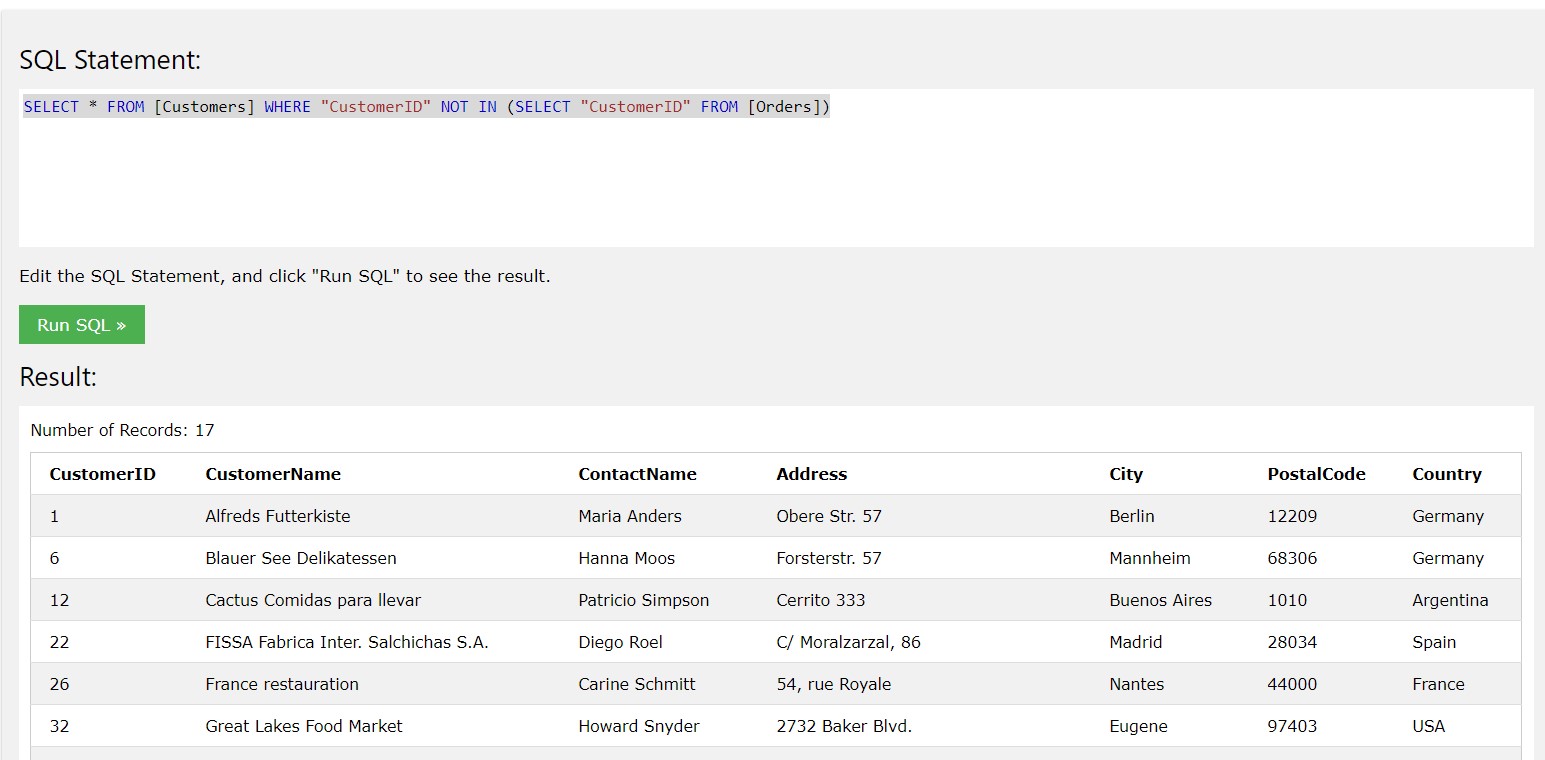 SQL Statement:
SELECT * FROM [Customers] WHERE "CustomerID" NOT IN (SELECT "CustomerID" FROM [Orders])
Edit the SQL Statement, and click "Run SQL" to see the result.
Run SQL »
Result:
Number of Records: 17
CustomerID CustomerName ContactName Address City PostalCode Country
1 Alfreds Futterkiste Maria Anders Obere Str. 57 Berlin 12209 Germany
6 Blauer See Delikatessen Hanna Moos Forsterstr. 57 Mannheim 68306 Germany
12 Cactus Comidas para llevar Patricio Simpson Cerrito 333 Buenos Aires 1010 Argentina
22 FISSA Fabrica Inter. Salchichas S.A. Diego Roel C/ Moralzarzal, 86 Madrid 28034 Spain
26 France restauration Carine Schmitt 54, rue Royale Nantes 44000 France
32 Great Lakes Food Market Howard Snyder 2732 Baker Blvd. Eugene 97403 USA